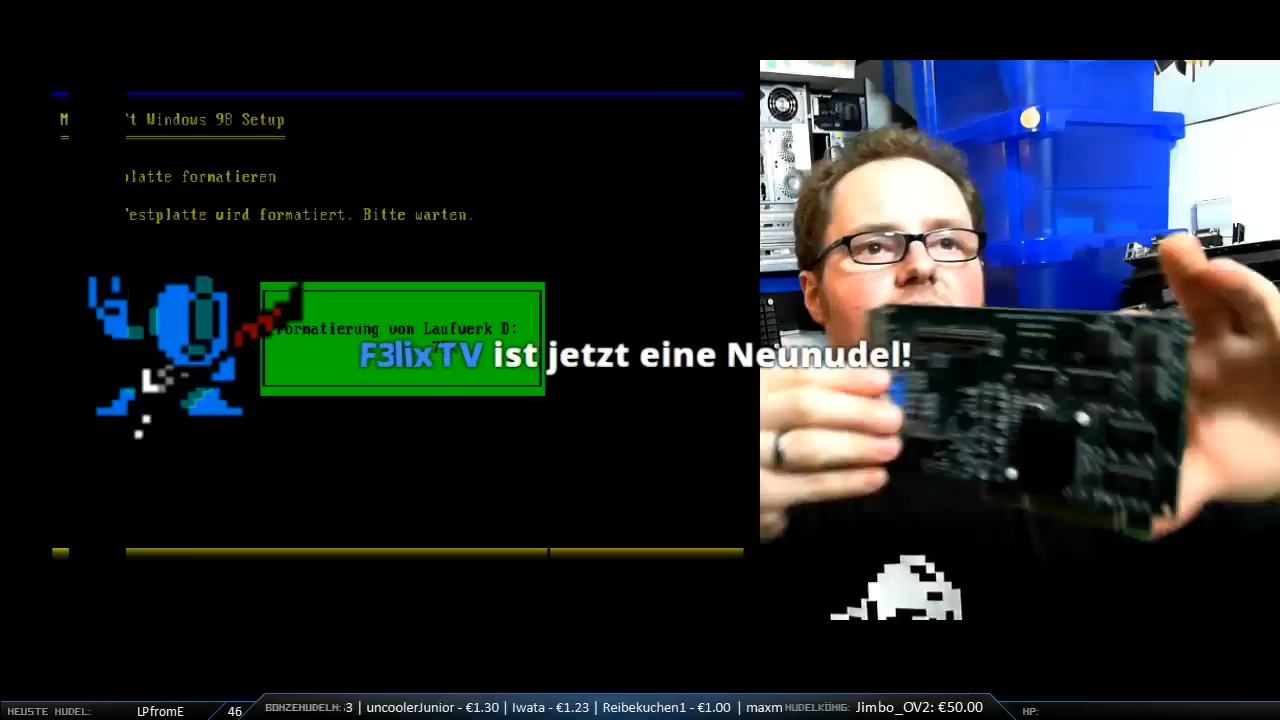 M t Windows 98 Setup
platte formatieren
Festplatte wird formatiert. Bitte warten.
Formatierung von Laufwerk D:
F3lixTV ist jetzt eine Neunudel!
NEUSTE NUDEL: LPfromE 46 BONZENUDELN: 3 | uncoolerJunior - €1.30 | Iwata - €1.23 | Reibekuchen1 - €1.00 | maxm NUDELKÖNIG: Jimbo_OV2: €50.00 HP: